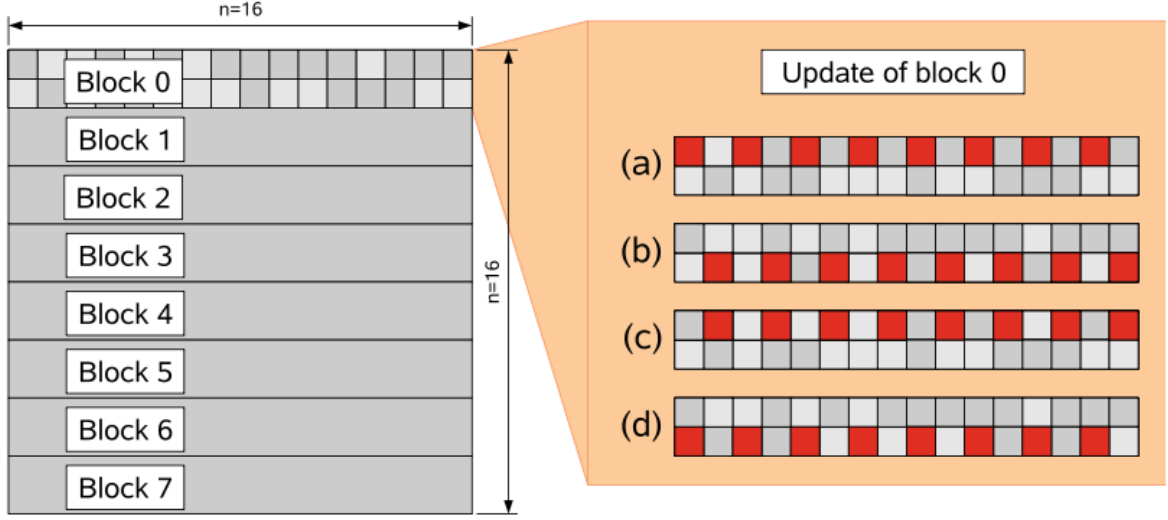 n=16
Block 0
Block 1
Block 2
Block 3
Block 4
Block 5
Block 6
Block 7
n=16
Update of block 0
(a)
(b)
(c)
(d)